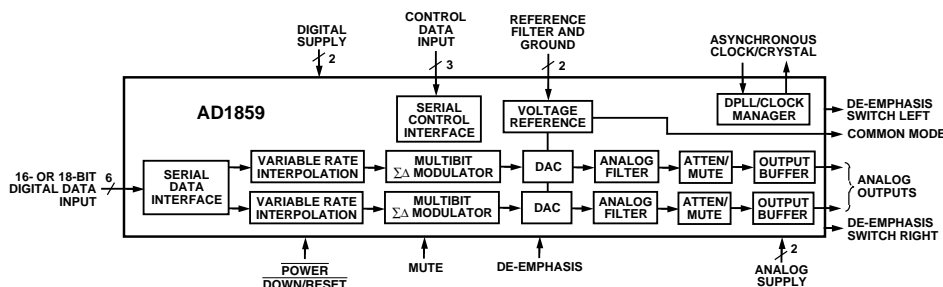 DIGITAL
SUPPLY
2
CONTROL
DATA
INPUT
3
REFERENCE
FILTER AND
GROUND
2
ASYNCHRONOUS
CLOCK/CRYSTAL
AD1859
SERIAL
CONTROL
INTERFACE
VOLTAGE
REFERENCE
DPLL/CLOCK
MANAGER
DE-EMPHASIS
SWITCH LEFT
COMMON MODE
16- OR 18-BIT
DIGITAL DATA
INPUT
6
SERIAL
DATA
INTERFACE
VARIABLE RATE
INTERPOLATION
MULTIBIT
ΣΔ MODULATOR
DAC
ANALOG
FILTER
ATTEN/
MUTE
OUTPUT
BUFFER
VARIABLE RATE
INTERPOLATION
MULTIBIT
ΣΔ MODULATOR
DAC
ANALOG
FILTER
ATTEN/
MUTE
OUTPUT
BUFFER
ANALOG
OUTPUTS
DE-EMPHASIS
SWITCH RIGHT
POWER
DOWN/RESET
MUTE
DE-EMPHASIS
2
ANALOG
SUPPLY